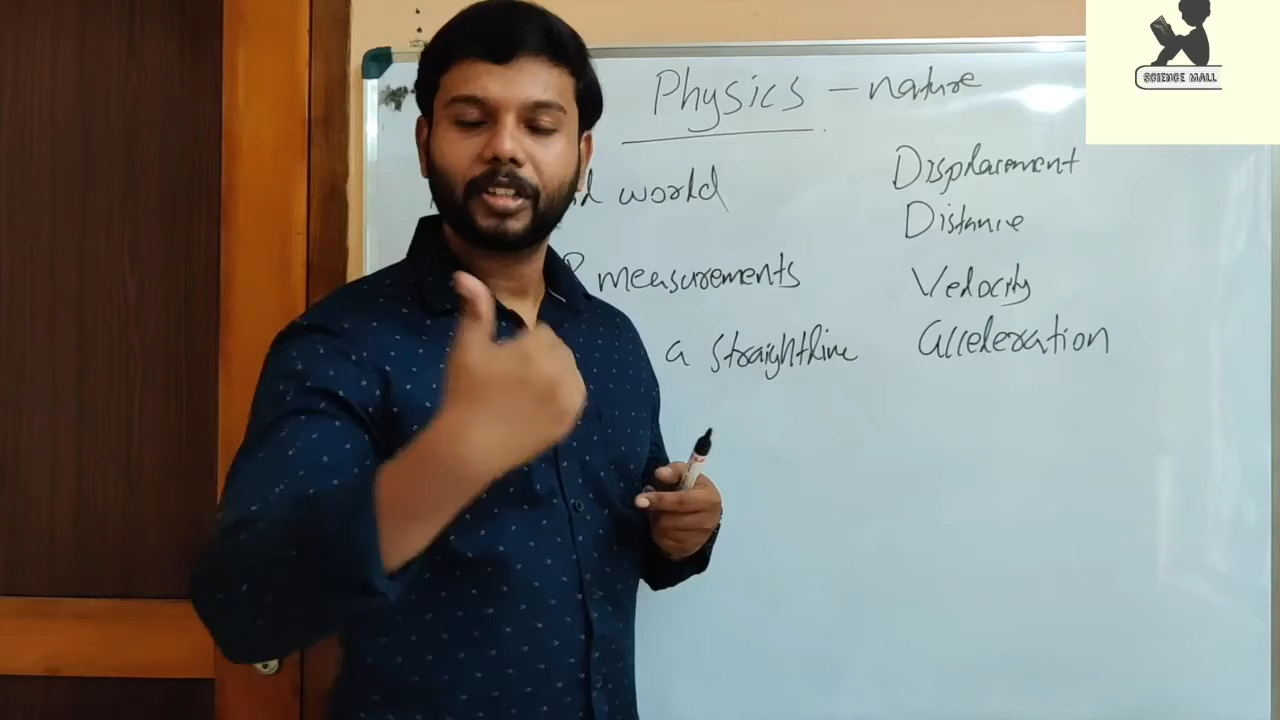 Physics - nature
world
measurements
a straightline
Displacement
Distance
Velocity
acceleration
SCIENCE MALL